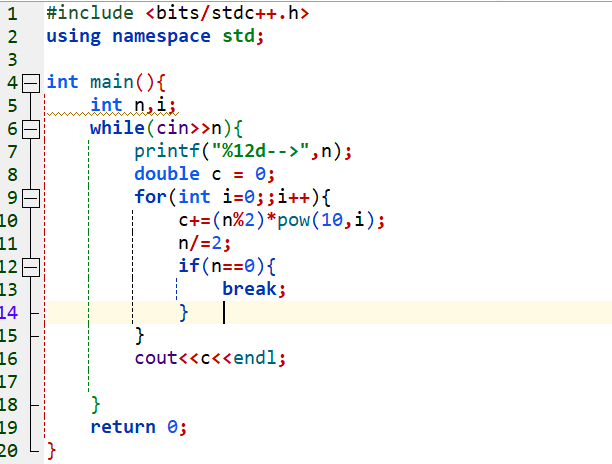 1 #include <bits/stdc++.h>
2 using namespace std;
3
4 int main(){
5 int n,i;
6 while(cin>>n){
7 printf("%12d-->",n);
8 double c = 0;
9 for(int i=0;;i++){
10 c+=(n%2)*pow(10,i);
11 n/=2;
12 if(n==0){
13 break;
14 }
15 }
16 cout<<c<<endl;
17
18 }
19 return 0;
20 }